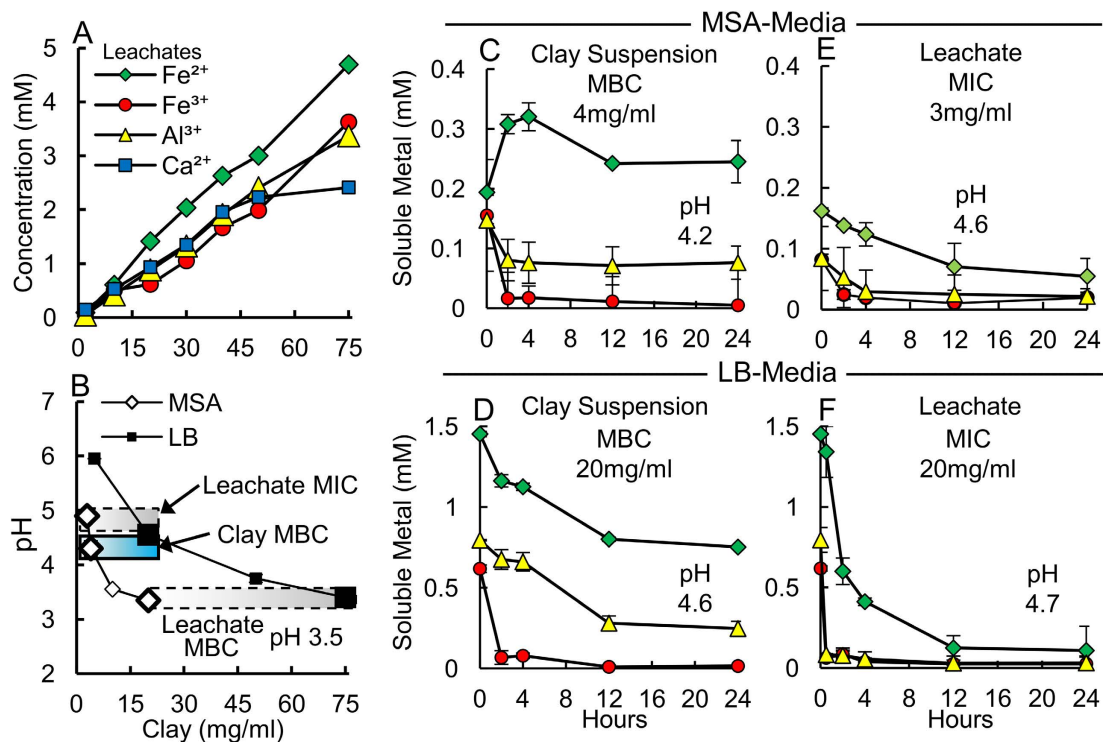 MSA-Media
A
Leachates
Fe²⁺
Fe³⁺
Al³⁺
Ca²⁺
Concentration (mM)
5
4
3
2
1
0
0 15 30 45 60 75
C
Clay Suspension
MBC
4mg/ml
pH
4.2
Soluble Metal (mM)
0.4
0.3
0.2
0.1
0
0 4 8 12 16 20 24
E
Leachate
MIC
3mg/ml
pH
4.6
0.4
0.3
0.2
0.1
0
0 4 8 12 16 20 24
LB-Media
B
MSA
LB
Leachate MIC
Clay MBC
Leachate
MBC
pH 3.5
pH
7
6
5
4
3
2
0 15 30 45 60 75
Clay (mg/ml)
D
Clay Suspension
MBC
20mg/ml
pH
4.6
Soluble Metal (mM)
1.5
1
0.5
0
0 4 8 12 16 20 24
F
Leachate
MIC
20mg/ml
pH
4.7
1.5
1
0.5
0
0 4 8 12 16 20 24
Hours